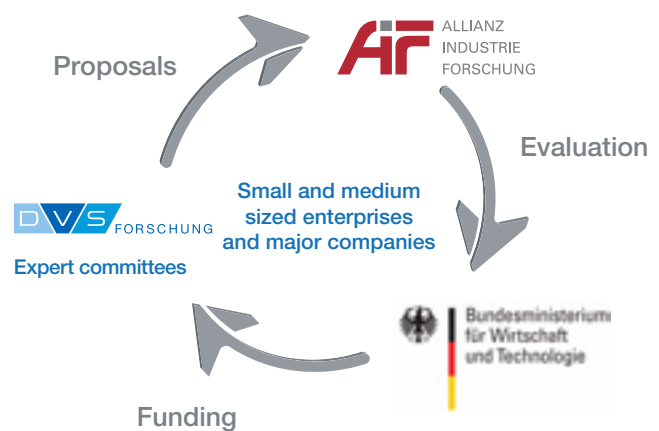 Proposals
AiF
ALLIANZ
INDUSTRIE
FORSCHUNG
Evaluation
Small and medium
sized enterprises
and major companies
DVS FORSCHUNG
Expert committees
Bundesministerium
für Wirtschaft
und Technologie
Funding